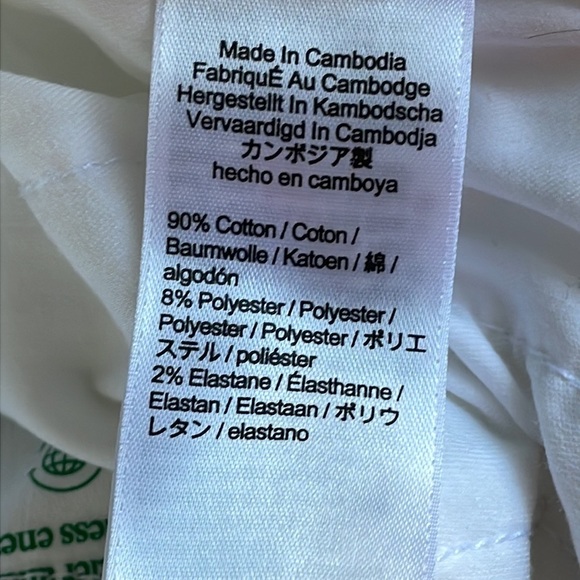 Made In Cambodia
FabriquÉ Au Cambodge
Hergestellt In Kambodscha
Vervaardigd In Cambodja
カンボジア製
hecho en camboya
90% Cotton / Coton /
Baumwolle / Katoen / 綿 /
algodón
8% Polyester / Polyester /
Polyester / Polyester / ポリエ
ステル / poliéster
2% Elastane / Élasthanne /
Elastan / Elastaan / ポリウ
レタン / elastano